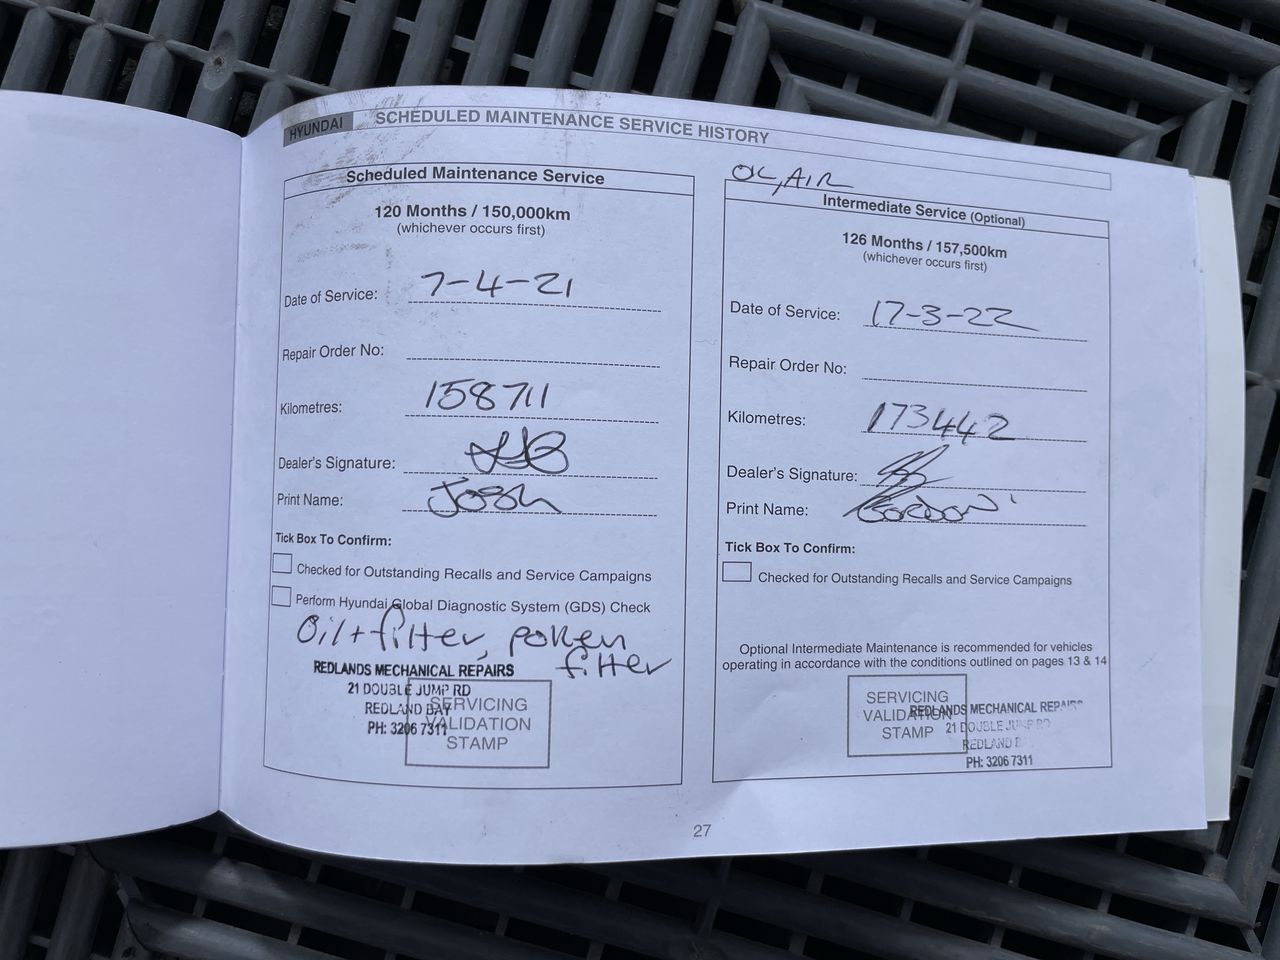 HYUNDAI SCHEDULED MAINTENANCE SERVICE HISTORY
Scheduled Maintenance Service
120 Months / 150,000km
(whichever occurs first)
Date of Service: 7-4-21
Repair Order No:
Kilometres: 158711
Dealer's Signature:
Print Name: Josh
Tick Box To Confirm:
Checked for Outstanding Recalls and Service Campaigns
Perform Hyundai Global Diagnostic System (GDS) Check
Oil + filter, pollen
filter
REDLANDS MECHANICAL REPAIRS
21 DOUBLE JUMP RD
REDLAND BAY
PH: 3206 7311
SERVICING
VALIDATION
STAMP
AIR
Intermediate Service (Optional)
126 Months / 157,500km
(whichever occurs first)
Date of Service: 17-3-22
Repair Order No:
Kilometres: 173442
Dealer's Signature:
Print Name: Gordon
Tick Box To Confirm:
Checked for Outstanding Recalls and Service Campaigns
Optional Intermediate Maintenance is recommended for vehicles
operating in accordance with the conditions outlined on pages 13 & 14
SERVICING
VALIDATION
STAMP
REDLANDS MECHANICAL REPAIRS
21 DOUBLE JUMP RD
REDLAND B
PH: 3206 7311
27